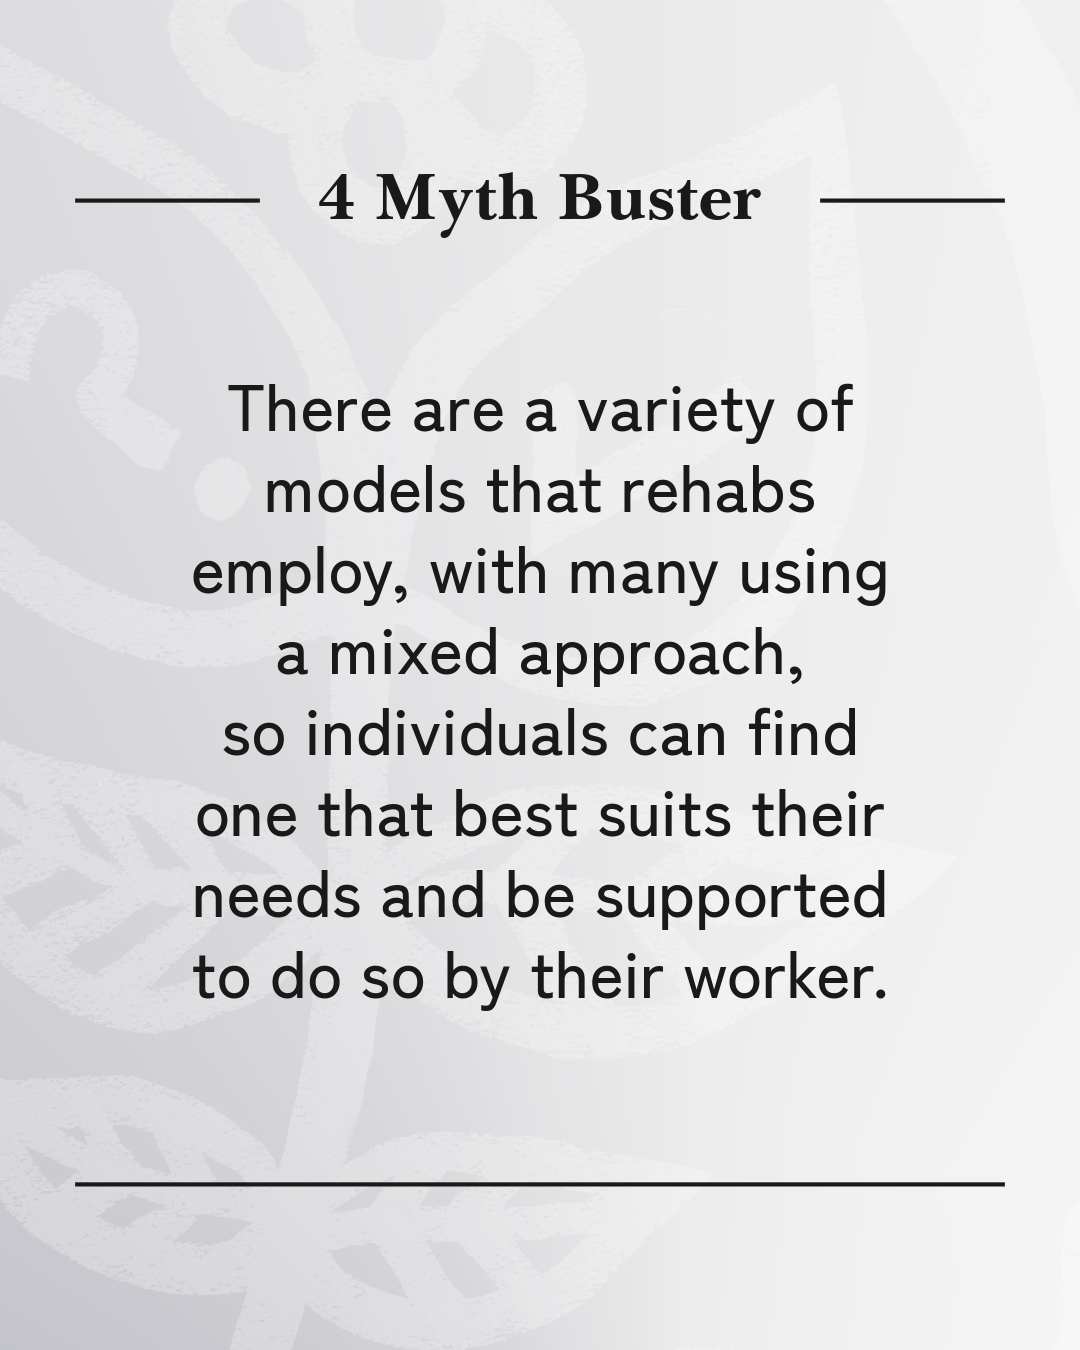 4 Myth Buster
There are a variety of
models that rehabs
employ, with many using
a mixed approach,
so individuals can find
one that best suits their
needs and be supported
to do so by their worker.